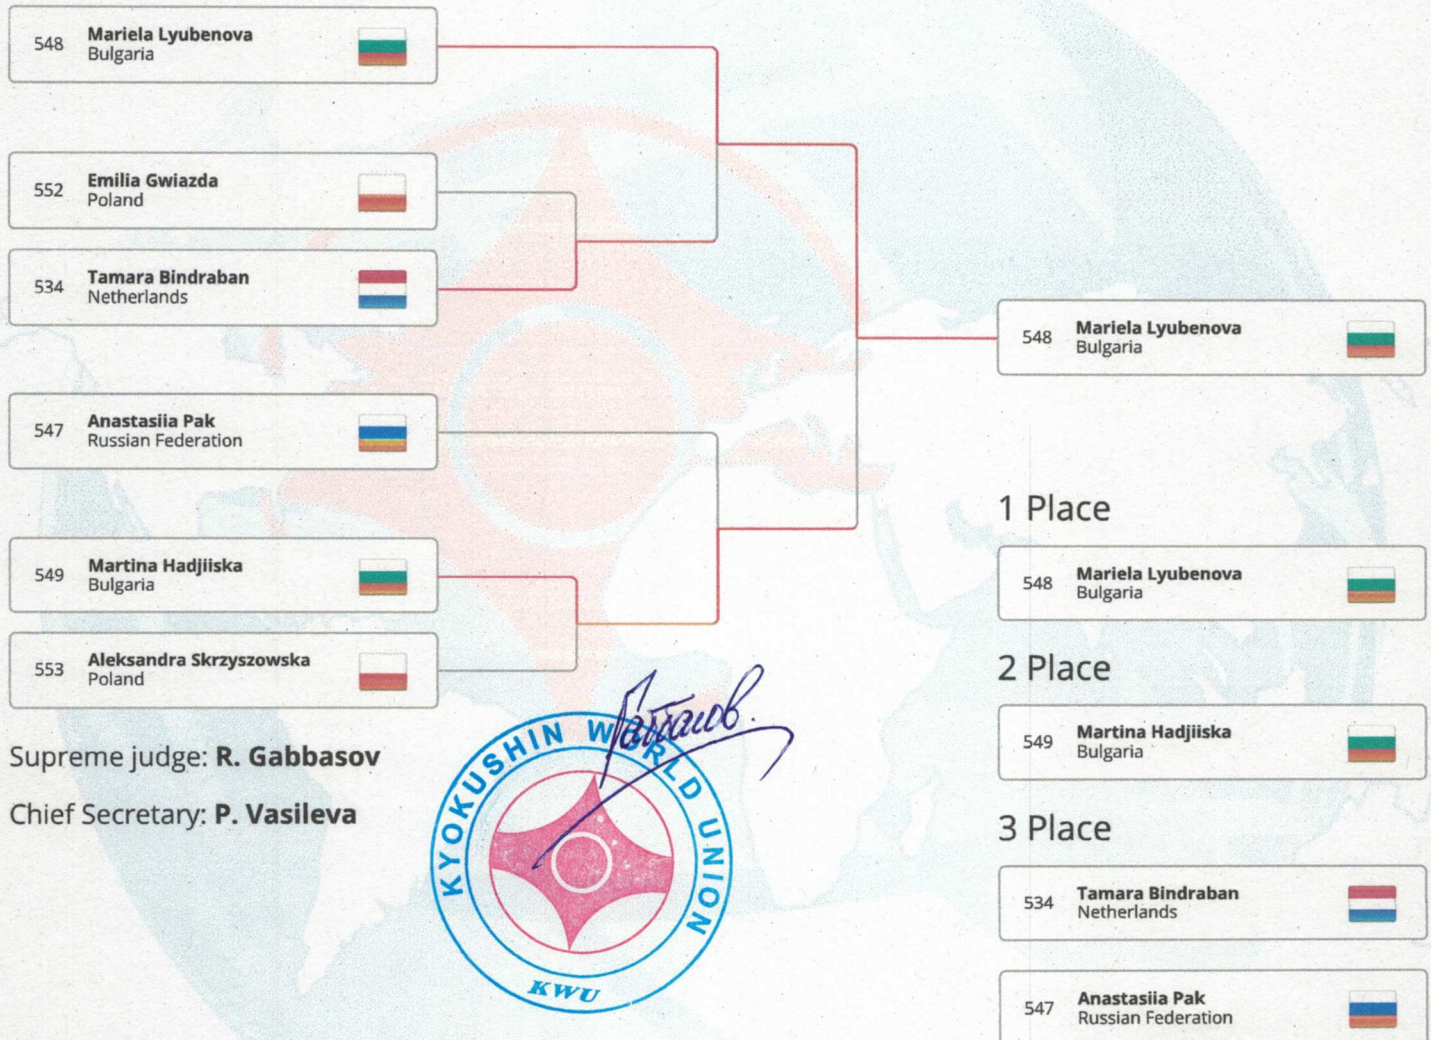 548
Mariela Lyubenova
Bulgaria
552
Emilia Gwiazda
Poland
534
Tamara Bindraban
Netherlands
547
Anastasiia Pak
Russian Federation
549
Martina Hadjiiska
Bulgaria
553
Aleksandra Skrzyszowska
Poland
Supreme judge: R. Gabbasov
Chief Secretary: P. Vasileva
KYOKUSHIN WORLD UNION
KWU
548
Mariela Lyubenova
Bulgaria
1 Place
548
Mariela Lyubenova
Bulgaria
2 Place
549
Martina Hadjiiska
Bulgaria
3 Place
534
Tamara Bindraban
Netherlands
547
Anastasiia Pak
Russian Federation